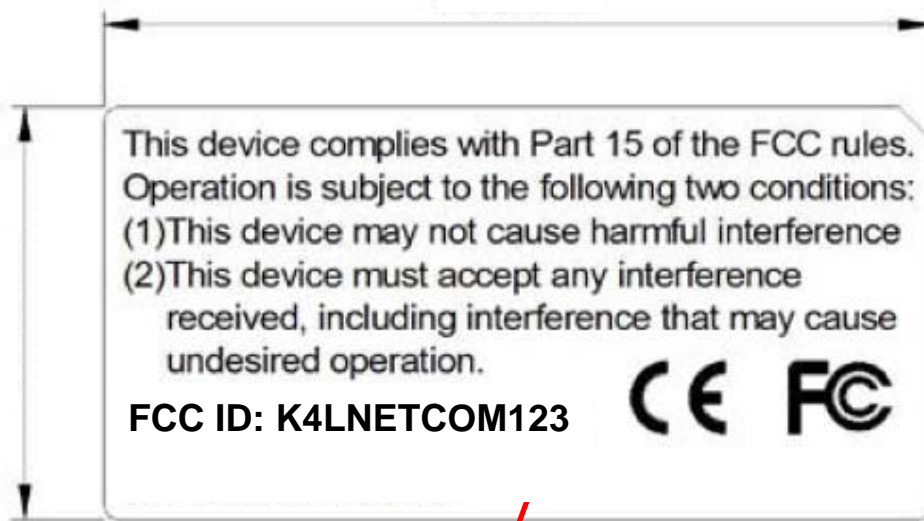 This device complies with Part 15 of the FCC rules.
Operation is subject to the following two conditions:
(1)This device may not cause harmful interference
(2)This device must accept any interference
received, including interference that may cause
undesired operation.
FCC ID: K4LNETCOM123
CE FC